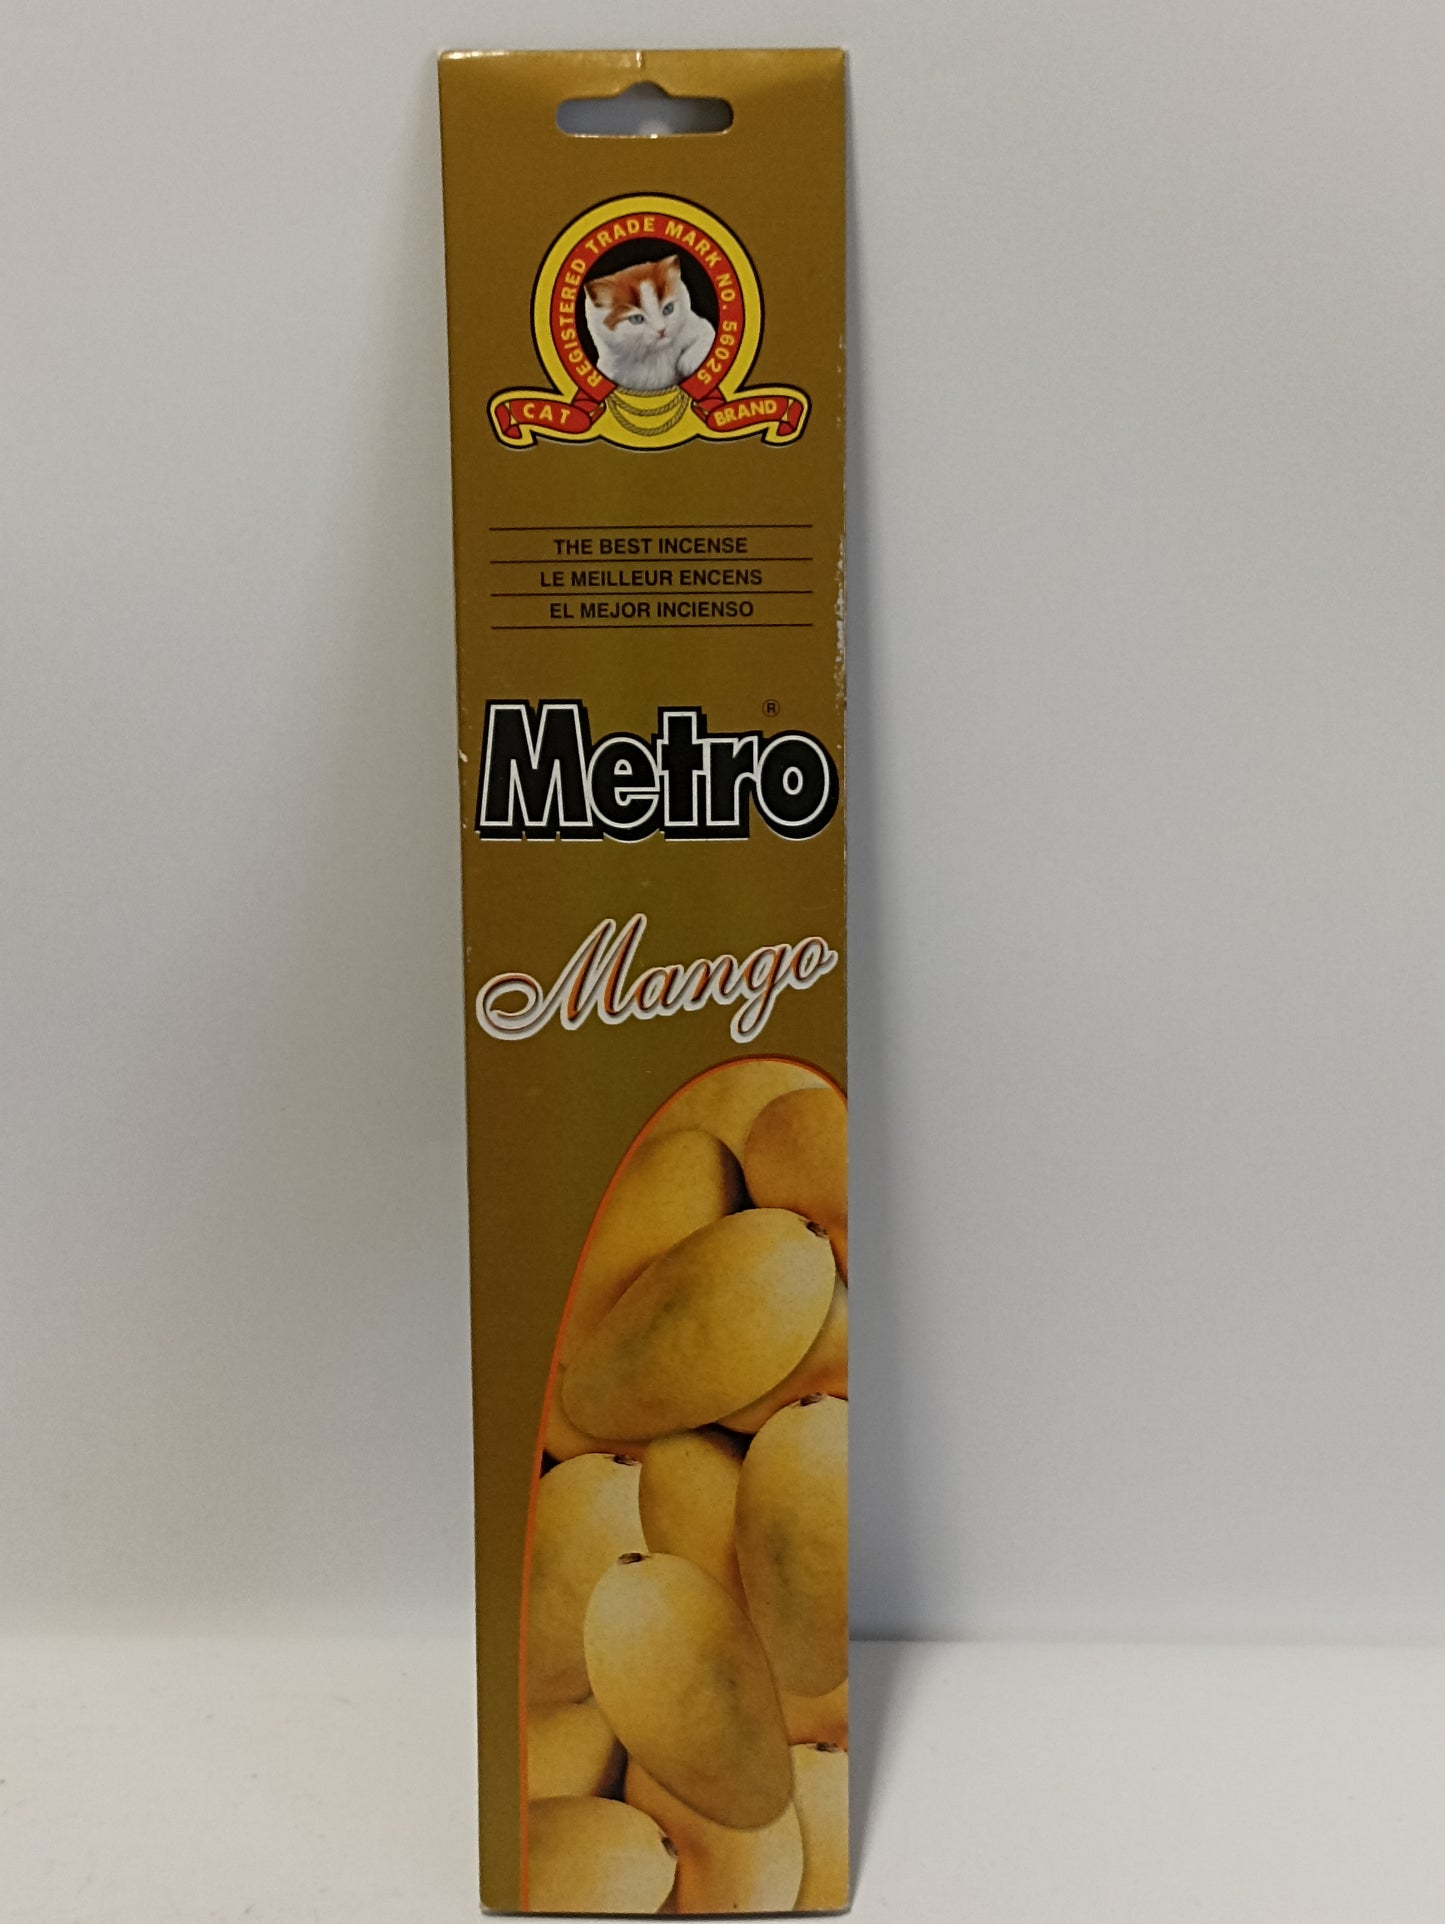 REGISTERED TRADE MARK NO. 56025
CAT BRAND
THE BEST INCENSE
LE MEILLEUR ENCENS
EL MEJOR INCIENSO
Metro ®
Mango